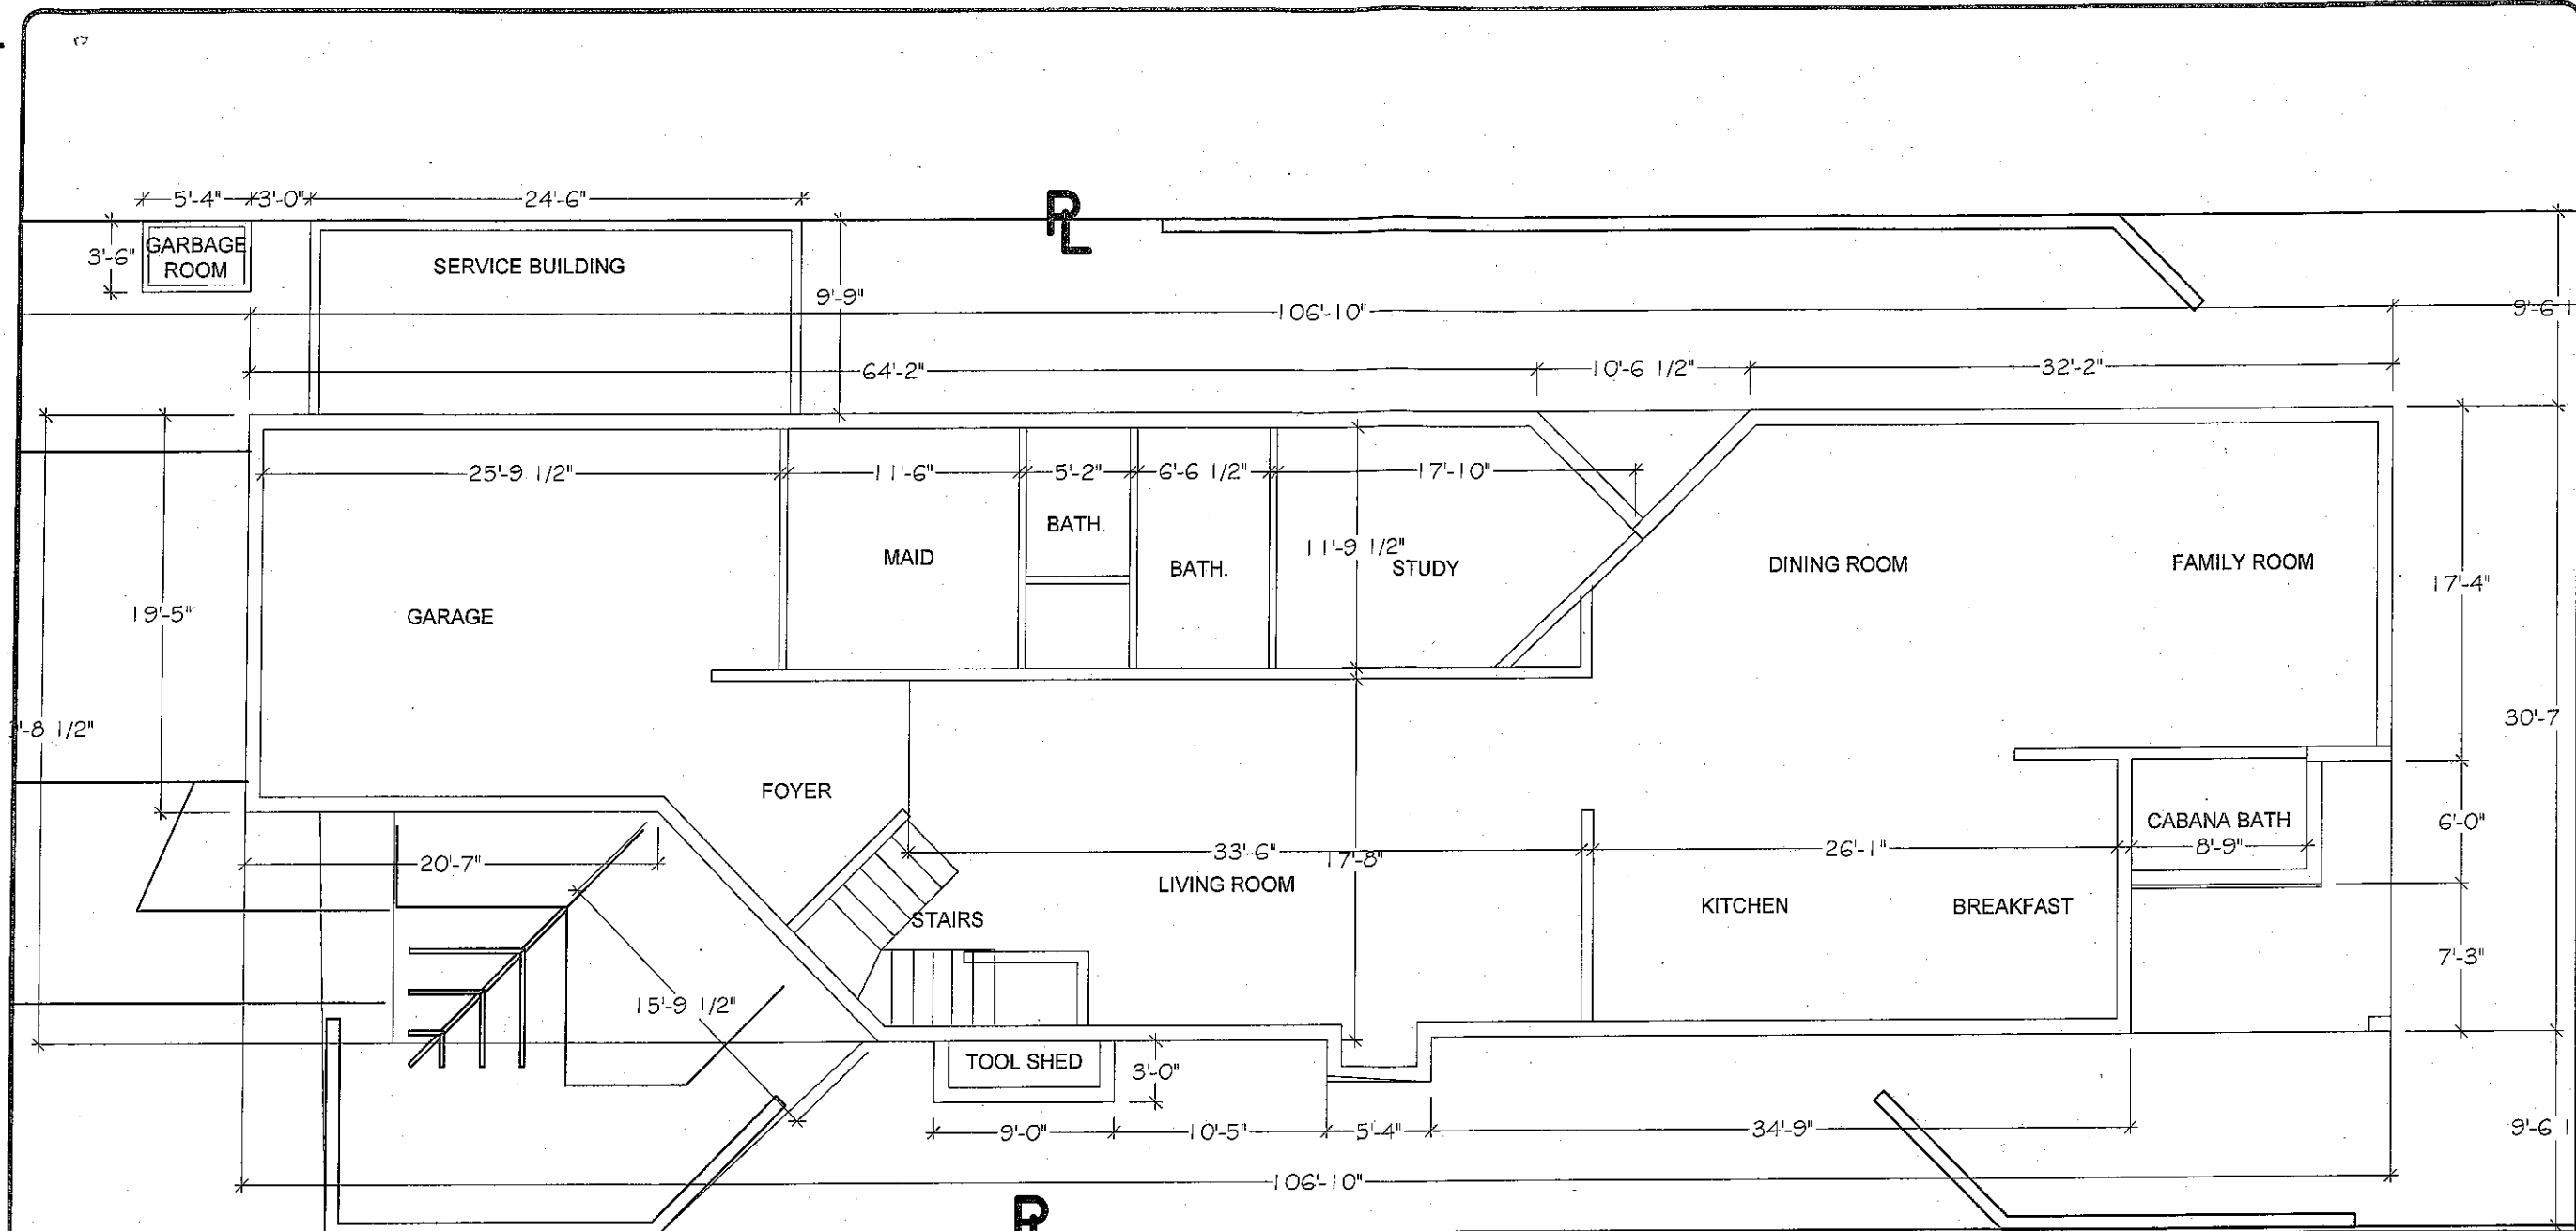 5'-4"
3'-0"
24'-6"
PL
3'-6"
GARBAGE
ROOM
SERVICE BUILDING
9'-9"
106'-10"
9'-6 1
64'-2"
10'-6 1/2"
32'-2"
25'-9 1/2"
11'-6"
5'-2"
6'-6 1/2"
17'-10"
BATH.
MAID
BATH.
11'-9 1/2"
STUDY
DINING ROOM
FAMILY ROOM
17'-4"
19'-5"
GARAGE
'-8 1/2"
30'-7
FOYER
CABANA BATH
6'-0"
20'-7"
33'-6"
17'-8"
26'-1"
8'-9"
LIVING ROOM
STAIRS
KITCHEN
BREAKFAST
7'-3"
15'-9 1/2"
TOOL SHED
3'-0"
9'-0"
10'-5"
5'-4"
34'-9"
9'-6 1
106'-10"
P